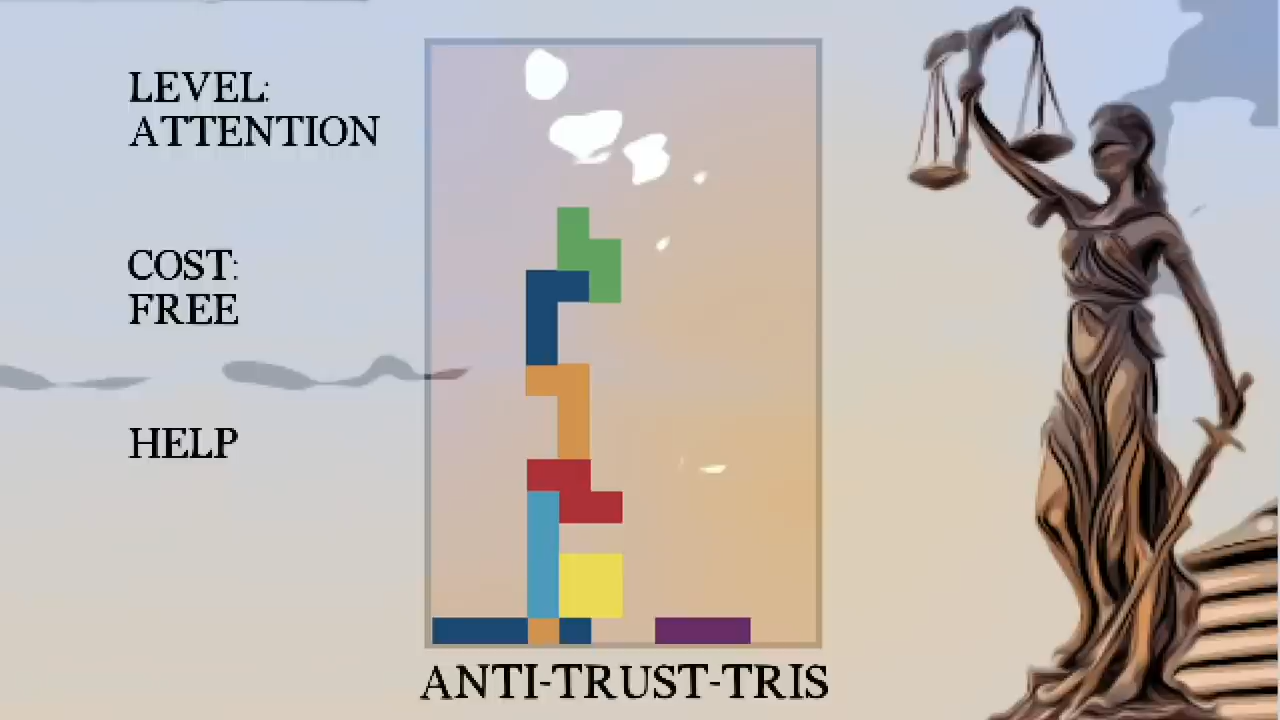 LEVEL:
ATTENTION
COST:
FREE
HELP
ANTI-TRUST-TRIS